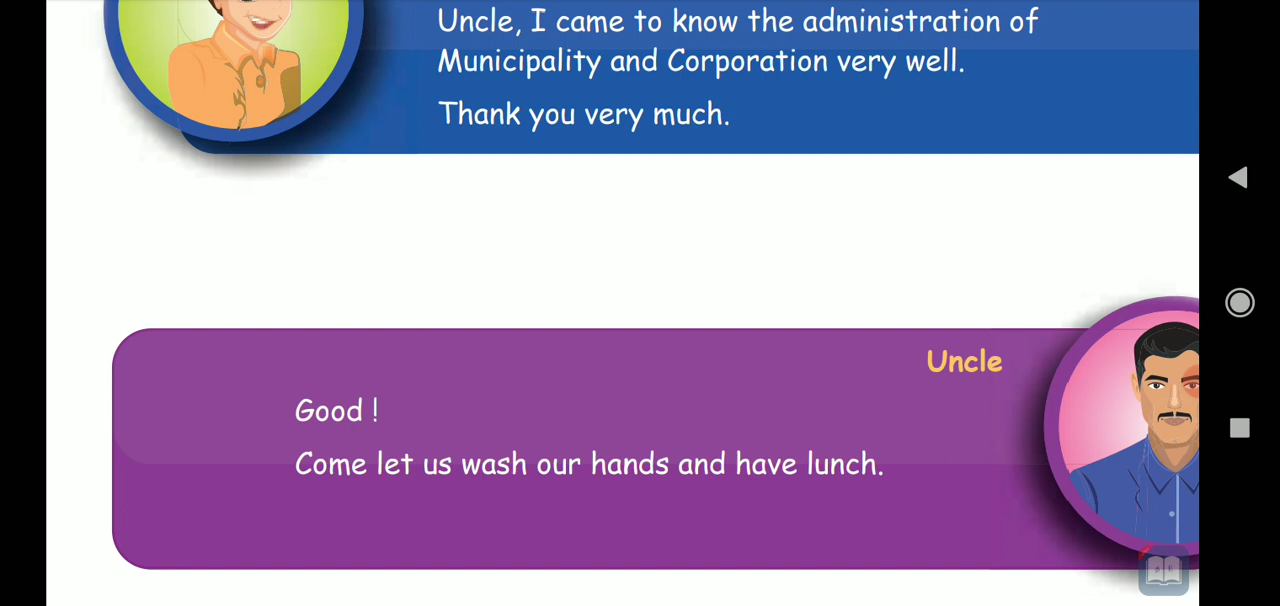 Uncle, I came to know the administration of
Municipality and Corporation very well.
Thank you very much.
Uncle
Good !
Come let us wash our hands and have lunch.